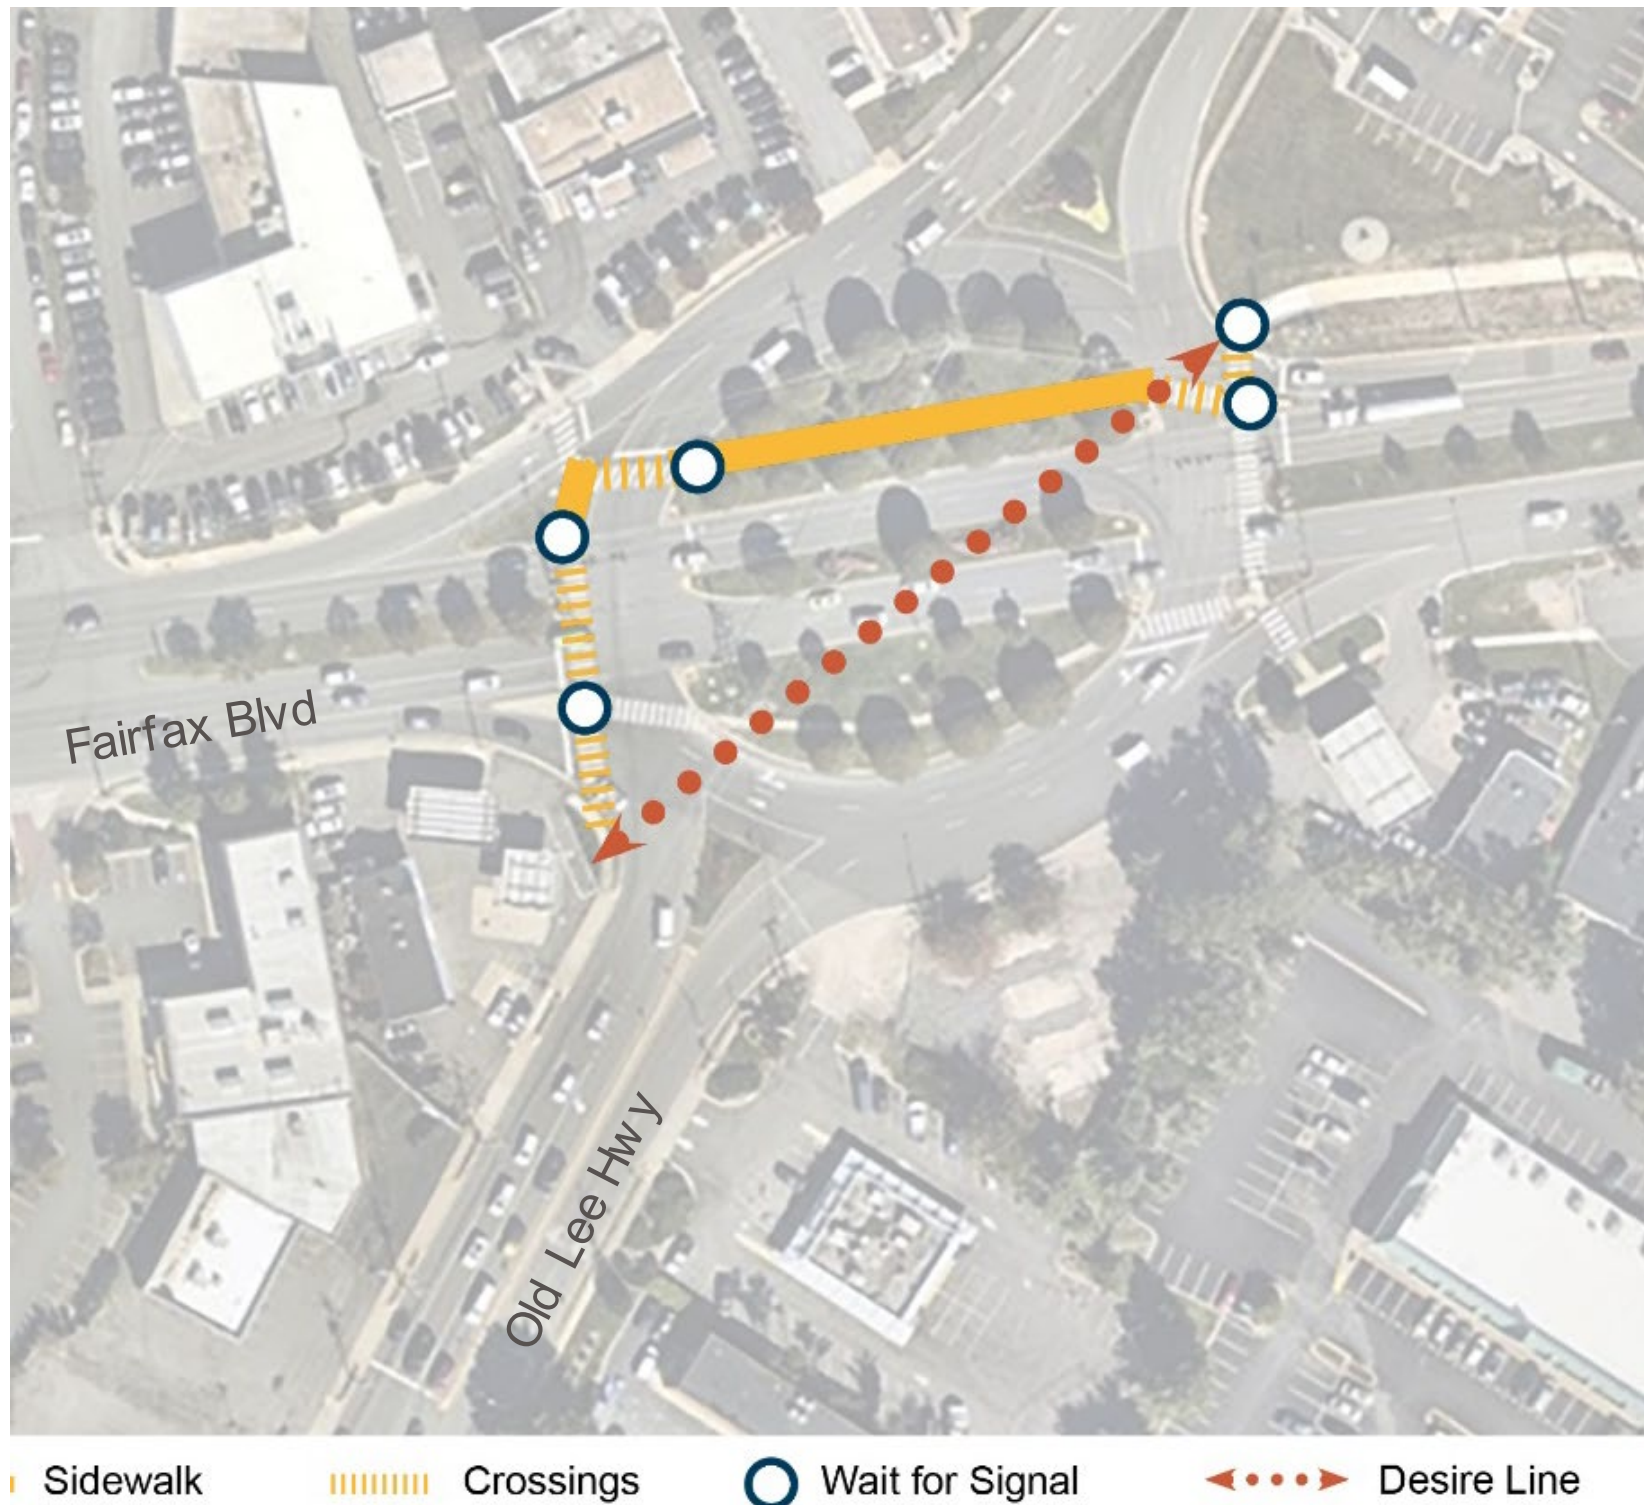 Fairfax Blvd
Old Lee Hwy
Sidewalk Crossings Wait for Signal Desire Line